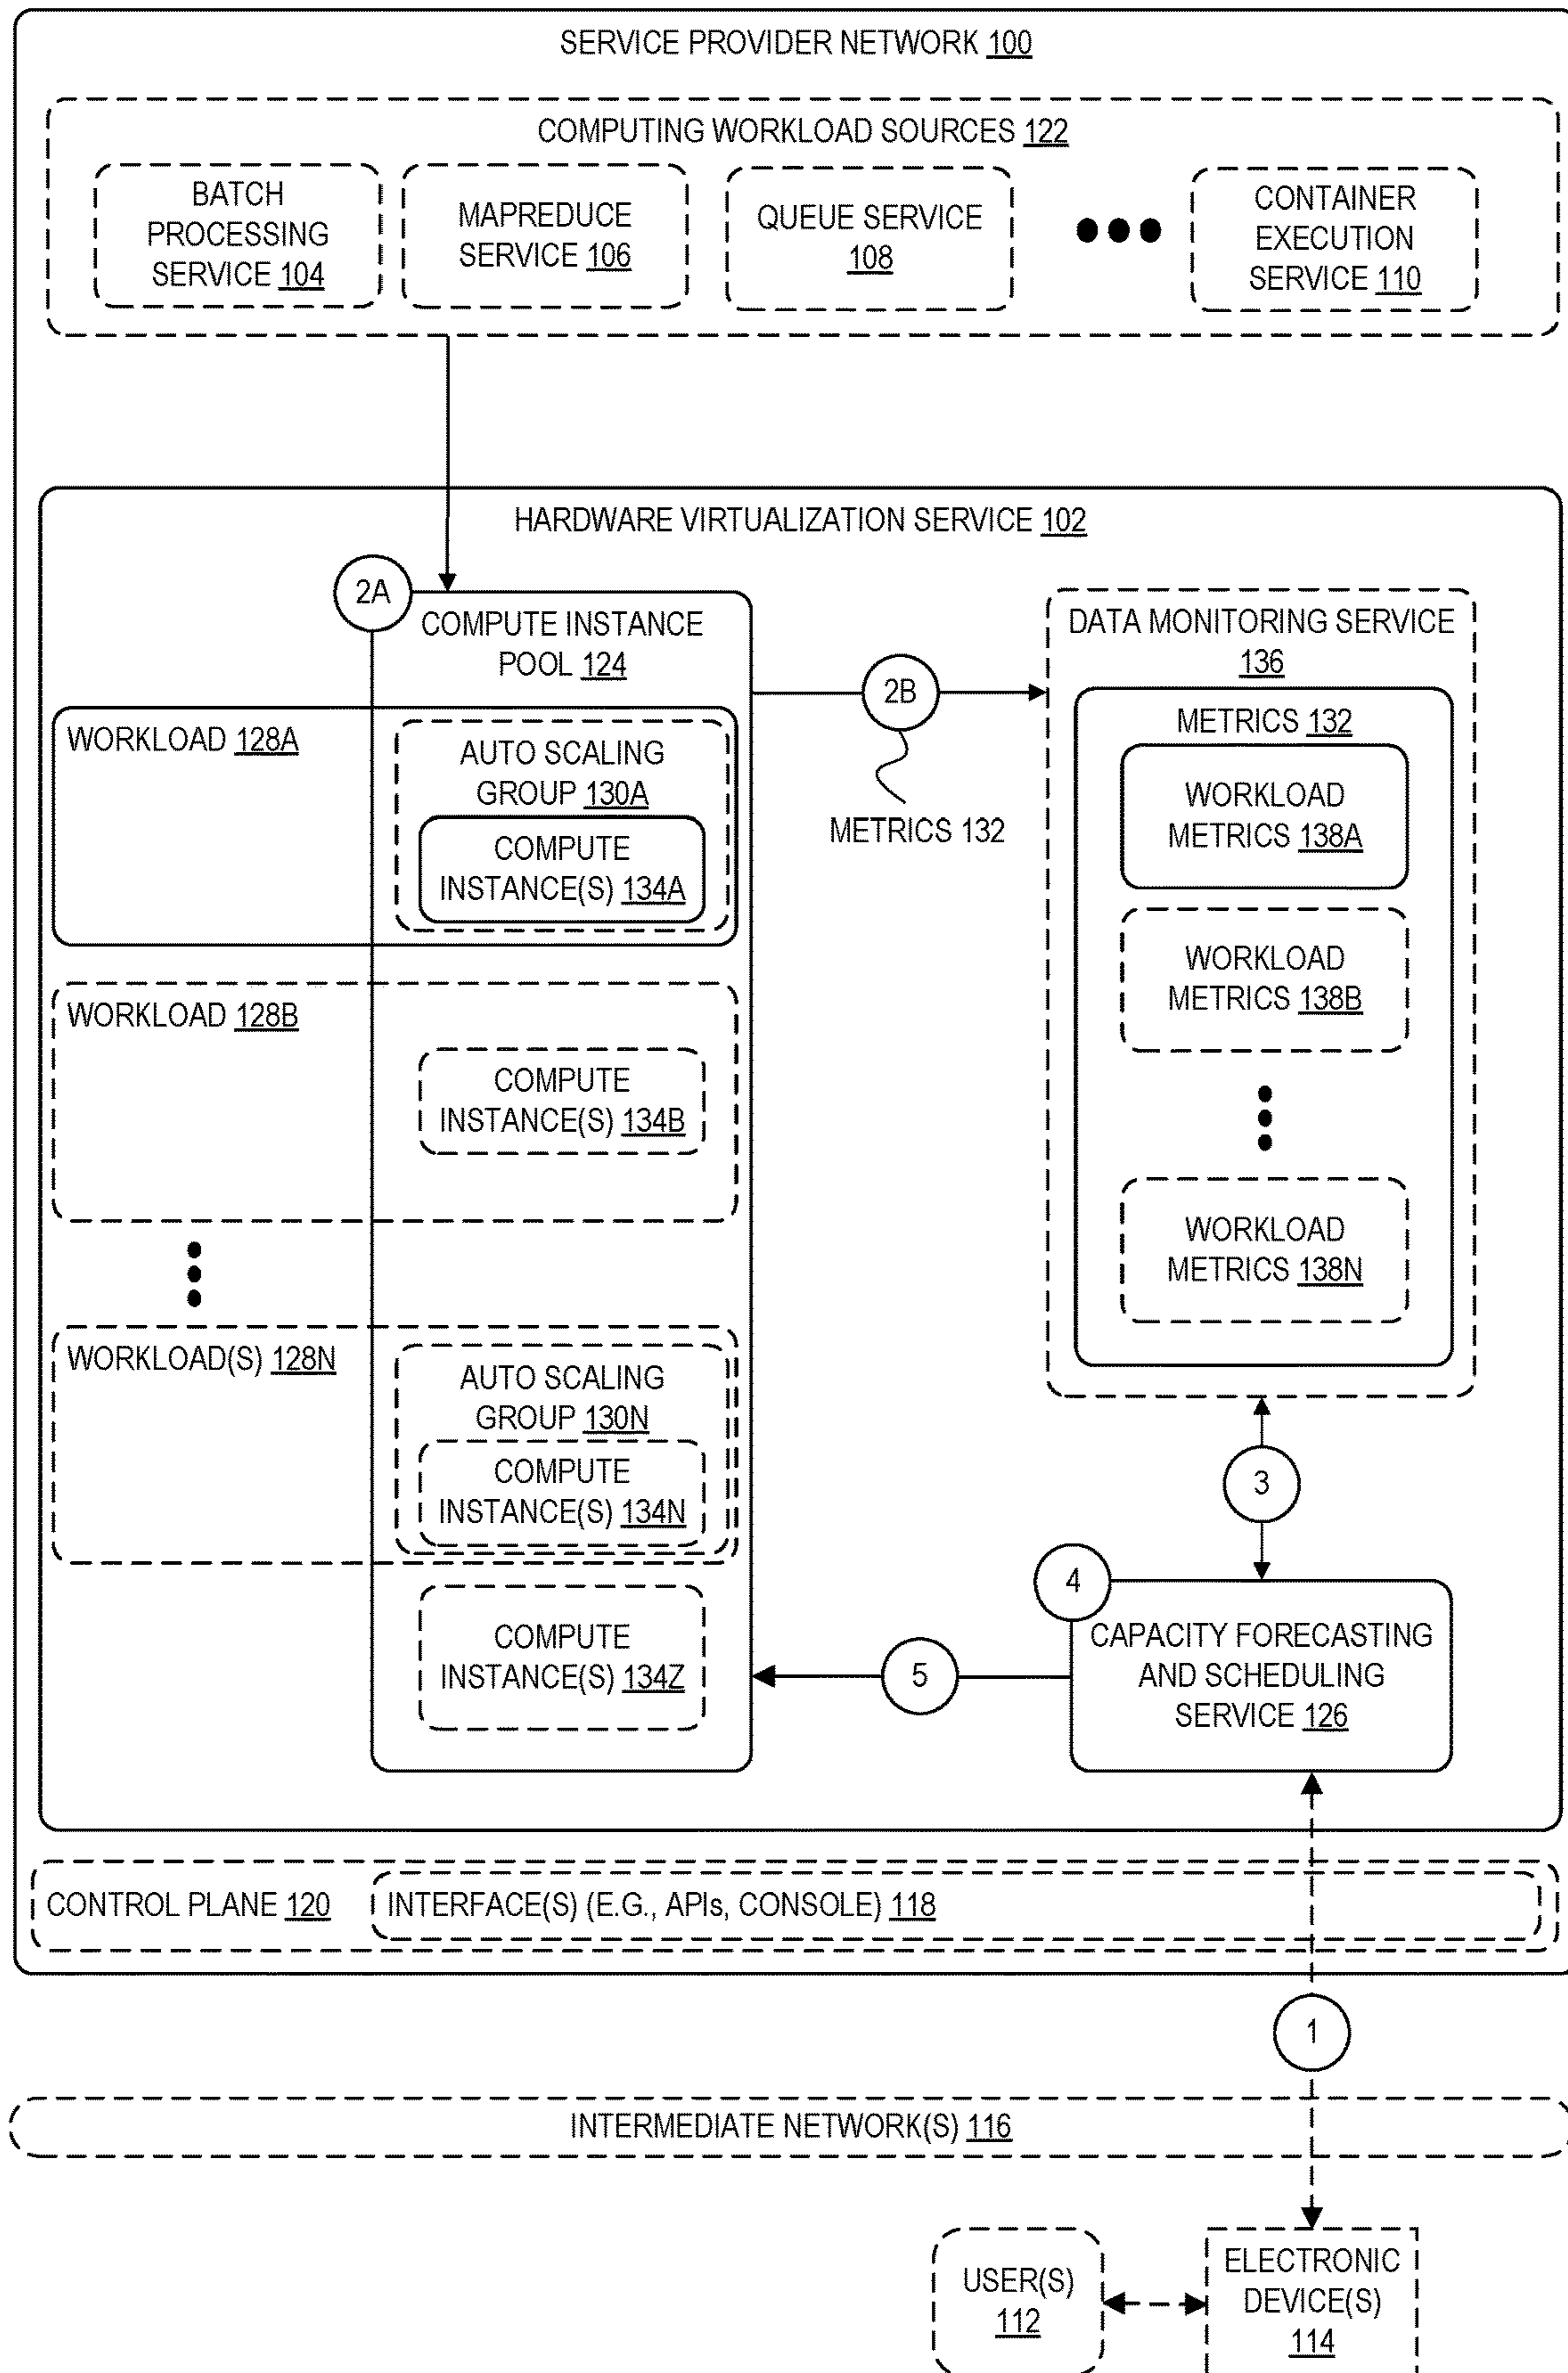 SERVICE PROVIDER NETWORK 100
COMPUTING WORKLOAD SOURCES 122
BATCH
PROCESSING
SERVICE 104
MAPREDUCE
SERVICE 106
QUEUE SERVICE
108
CONTAINER
EXECUTION
SERVICE 110
HARDWARE VIRTUALIZATION SERVICE 102
2A
COMPUTE INSTANCE
POOL 124
WORKLOAD 128A
AUTO SCALING
GROUP 130A
COMPUTE
INSTANCE(S) 134A
WORKLOAD 128B
COMPUTE
INSTANCE(S) 134B
WORKLOAD(S) 128N
AUTO SCALING
GROUP 130N
COMPUTE
INSTANCE(S) 134N
COMPUTE
INSTANCE(S) 134Z
2B
METRICS 132
DATA MONITORING SERVICE
136
METRICS 132
WORKLOAD
METRICS 138A
WORKLOAD
METRICS 138B
WORKLOAD
METRICS 138N
3
4
CAPACITY FORECASTING
AND SCHEDULING
SERVICE 126
5
CONTROL PLANE 120
INTERFACE(S) (E.G., APIs, CONSOLE) 118
1
INTERMEDIATE NETWORK(S) 116
USER(S)
112
ELECTRONIC
DEVICE(S)
114